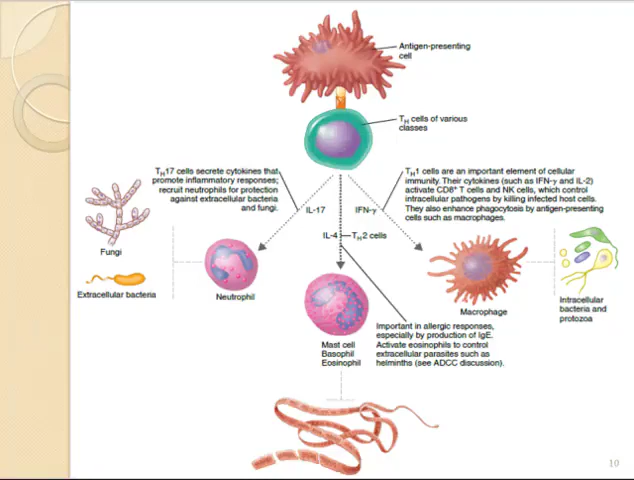 Antigen-presenting
cell
TH cells of various
classes
TH17 cells secrete cytokines that
promote inflammatory responses;
recruit neutrophils for protection
against extracellular bacteria
and fungi.
TH1 cells are an important element of cellular
immunity. Their cytokines (such as IFN-γ and IL-2)
activate CD8+ T cells and NK cells, which control
intracellular pathogens by killing infected host cells.
They also enhance phagocytosis by antigen-presenting
cells such as macrophages.
IL-17
IFN-γ
IL-4
TH2 cells
Fungi
Extracellular bacteria
Neutrophil
Macrophage
Intracellular
bacteria and
protozoa
Mast cell
Basophil
Eosinophil
Important in allergic responses,
especially by production of IgE.
Activate eosinophils to control
extracellular parasites such as
helminths (see ADCC discussion).
10